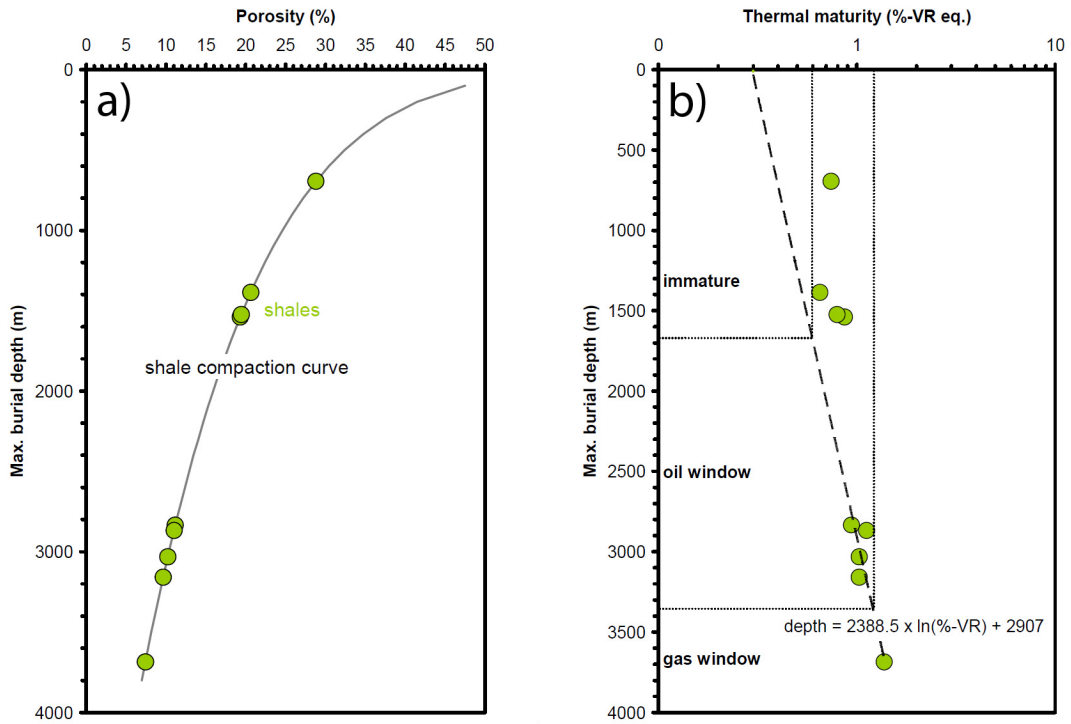 Porosity (%)
0 5 10 15 20 25 30 35 40 45 50
0
1000
2000
3000
4000
Max. burial depth (m)
a)
shales
shale compaction curve
Thermal maturity (%-VR eq.)
0 1 10
0
500
1000
1500
2000
2500
3000
3500
4000
Max. burial depth (m)
b)
immature
oil window
depth = 2388.5 x ln(%-VR) + 2907
gas window